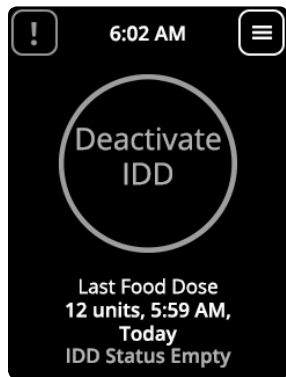 !
6:02 AM
Deactivate
IDD
Last Food Dose
12 units, 5:59 AM,
Today
IDD Status Empty